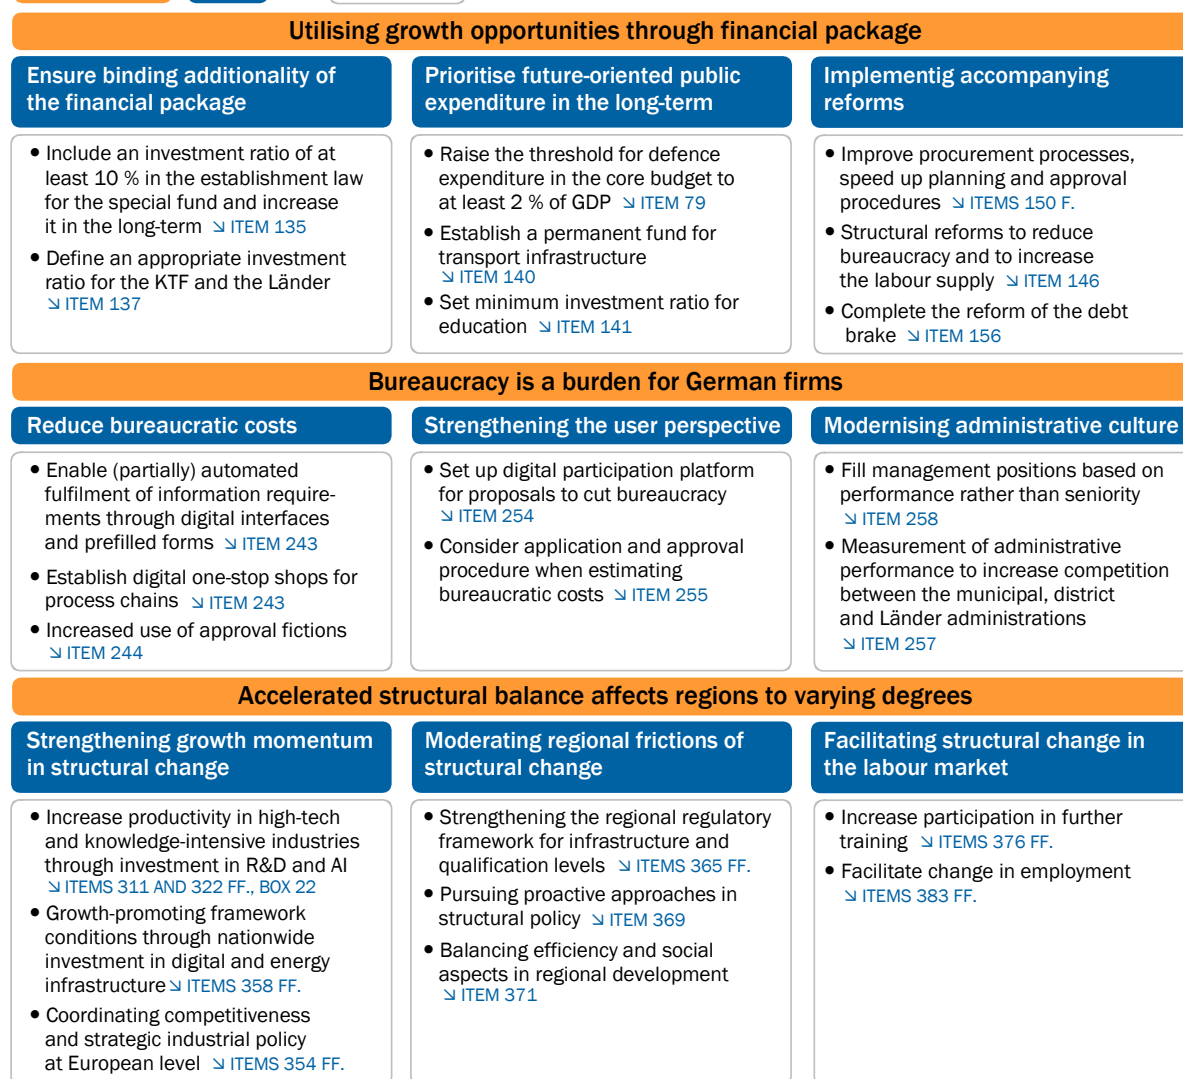 Utilising growth opportunities through financial package
Ensure binding additionality of
the financial package
• Include an investment ratio of at
least 10 % in the establishment law
for the special fund and increase
it in the long-term ↘ ITEM 135
• Define an appropriate investment
ratio for the KTF and the Länder
↘ ITEM 137
Prioritise future-oriented public
expenditure in the long-term
• Raise the threshold for defence
expenditure in the core budget to
at least 2 % of GDP ↘ ITEM 79
• Establish a permanent fund for
transport infrastructure
↘ ITEM 140
• Set minimum investment ratio for
education ↘ ITEM 141
Implementig accompanying
reforms
• Improve procurement processes,
speed up planning and approval
procedures ↘ ITEMS 150 F.
• Structural reforms to reduce
bureaucracy and to increase
the labour supply ↘ ITEM 146
• Complete the reform of the debt
brake ↘ ITEM 156
Bureaucracy is a burden for German firms
Reduce bureaucratic costs
• Enable (partially) automated
fulfilment of information require-
ments through digital interfaces
and prefilled forms ↘ ITEM 243
• Establish digital one-stop shops for
process chains ↘ ITEM 243
• Increased use of approval fictions
↘ ITEM 244
Strengthening the user perspective
• Set up digital participation platform
for proposals to cut bureaucracy
↘ ITEM 254
• Consider application and approval
procedure when estimating
bureaucratic costs ↘ ITEM 255
Modernising administrative culture
• Fill management positions based on
performance rather than seniority
↘ ITEM 258
• Measurement of administrative
performance to increase competition
between the municipal, district
and Länder administrations
↘ ITEM 257
Accelerated structural balance affects regions to varying degrees
Strengthening growth momentum
in structural change
• Increase productivity in high-tech
and knowledge-intensive industries
through investment in R&D and AI
↘ ITEMS 311 AND 322 FF., BOX 22
• Growth-promoting framework
conditions through nationwide
investment in digital and energy
infrastructure ↘ ITEMS 358 FF.
• Coordinating competitiveness
and strategic industrial policy
at European level ↘ ITEMS 354 FF.
Moderating regional frictions of
structural change
• Strengthening the regional regulatory
framework for infrastructure and
qualification levels ↘ ITEMS 365 FF.
• Pursuing proactive approaches in
structural policy ↘ ITEM 369
• Balancing efficiency and social
aspects in regional development
↘ ITEM 371
Facilitating structural change in
the labour market
• Increase participation in further
training ↘ ITEMS 376 FF.
• Facilitate change in employment
↘ ITEMS 383 FF.